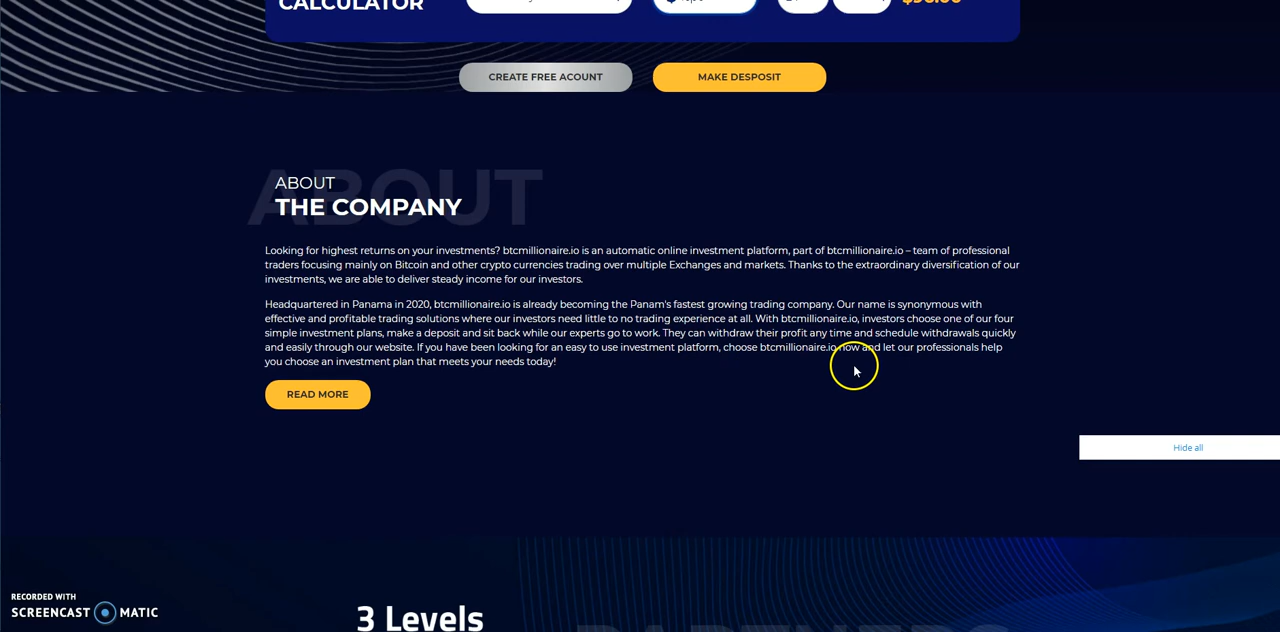 CALCULATOR
CREATE FREE ACOUNT
MAKE DESPOSIT
ABOUT
ABOUT
THE COMPANY
Looking for highest returns on your investments? btcmillionaire.io is an automatic online investment platform, part of btcmillionaire.io – team of professional
traders focusing mainly on Bitcoin and other crypto currencies trading over multiple Exchanges and markets. Thanks to the extraordinary diversification of our
investments, we are able to deliver steady income for our investors.
Headquartered in Panama in 2020, btcmillionaire.io is already becoming the Panam's fastest growing trading company. Our name is synonymous with
effective and profitable trading solutions where our investors need little to no trading experience at all. With btcmillionaire.io, investors choose one of our four
simple investment plans, make a deposit and sit back while our experts go to work. They can withdraw their profit any time and schedule withdrawals quickly
and easily through our website. If you have been looking for an easy to use investment platform, choose btcmillionaire.io now and let our professionals help
you choose an investment plan that meets your needs today!
READ MORE
Hide all
RECORDED WITH
SCREENCAST MATIC
3 Levels